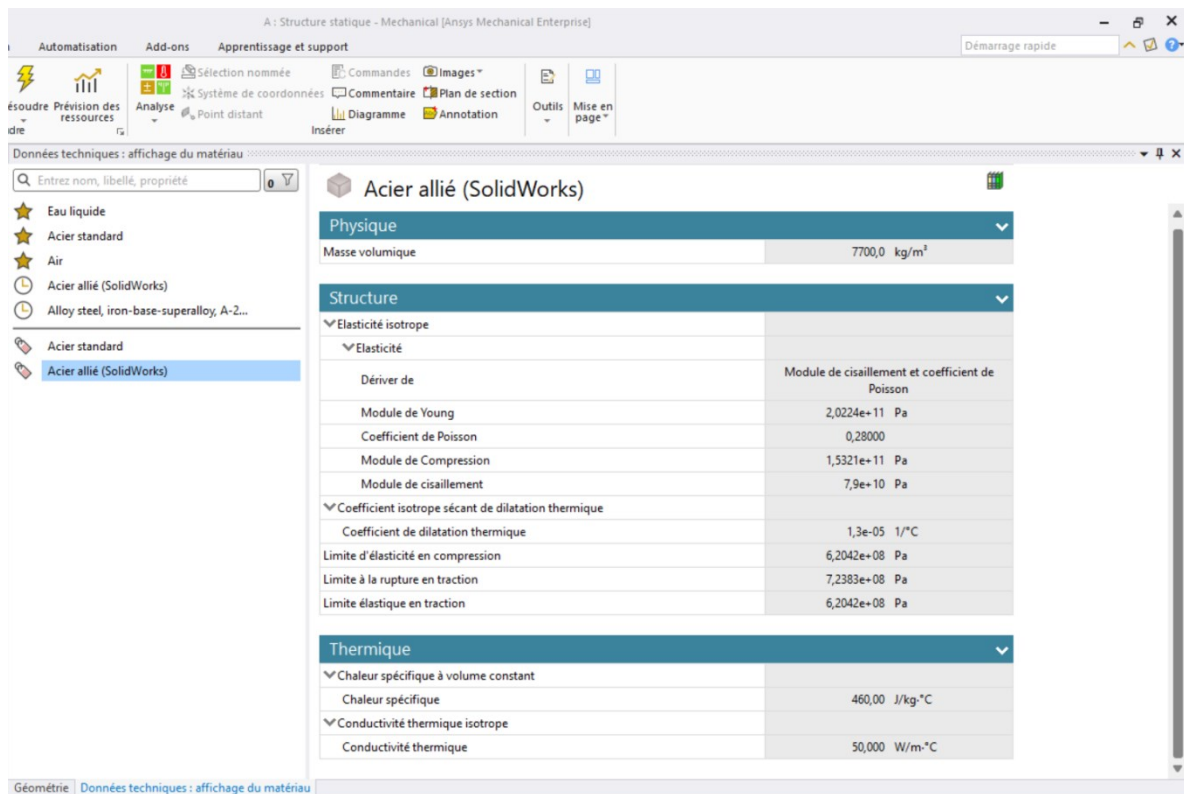 A : Structure statique - Mechanical [Ansys Mechanical Enterprise]
Automatisation Add-ons Apprentissage et support Démarrage rapide
Sélection nommée Commandes Images Outils Mise en page
Système de coordonnées Commentaire Plan de section
ésoudre Prévision des ressources Analyse Point distant Diagramme Annotation
dre Insérer
Données techniques : affichage du matériau
Entrez nom, libellé, propriété 0
Eau liquide
Acier standard
Air
Acier allié (SolidWorks)
Alloy steel, iron-base-superalloy, A-2...
Acier standard
Acier allié (SolidWorks)
Acier allié (SolidWorks)
Physique
Masse volumique 7700,0 kg/m³
Structure
Elasticité isotrope
Elasticité
Dériver de Module de cisaillement et coefficient de
Poisson
Module de Young 2,0224e+11 Pa
Coefficient de Poisson 0,28000
Module de Compression 1,5321e+11 Pa
Module de cisaillement 7,9e+10 Pa
Coefficient isotrope sécant de dilatation thermique
Coefficient de dilatation thermique 1,3e-05 1/°C
Limite d'élasticité en compression 6,2042e+08 Pa
Limite à la rupture en traction 7,2383e+08 Pa
Limite élastique en traction 6,2042e+08 Pa
Thermique
Chaleur spécifique à volume constant
Chaleur spécifique 460,00 J/kg·°C
Conductivité thermique isotrope
Conductivité thermique 50,000 W/m·°C
Géométrie Données techniques : affichage du matériau